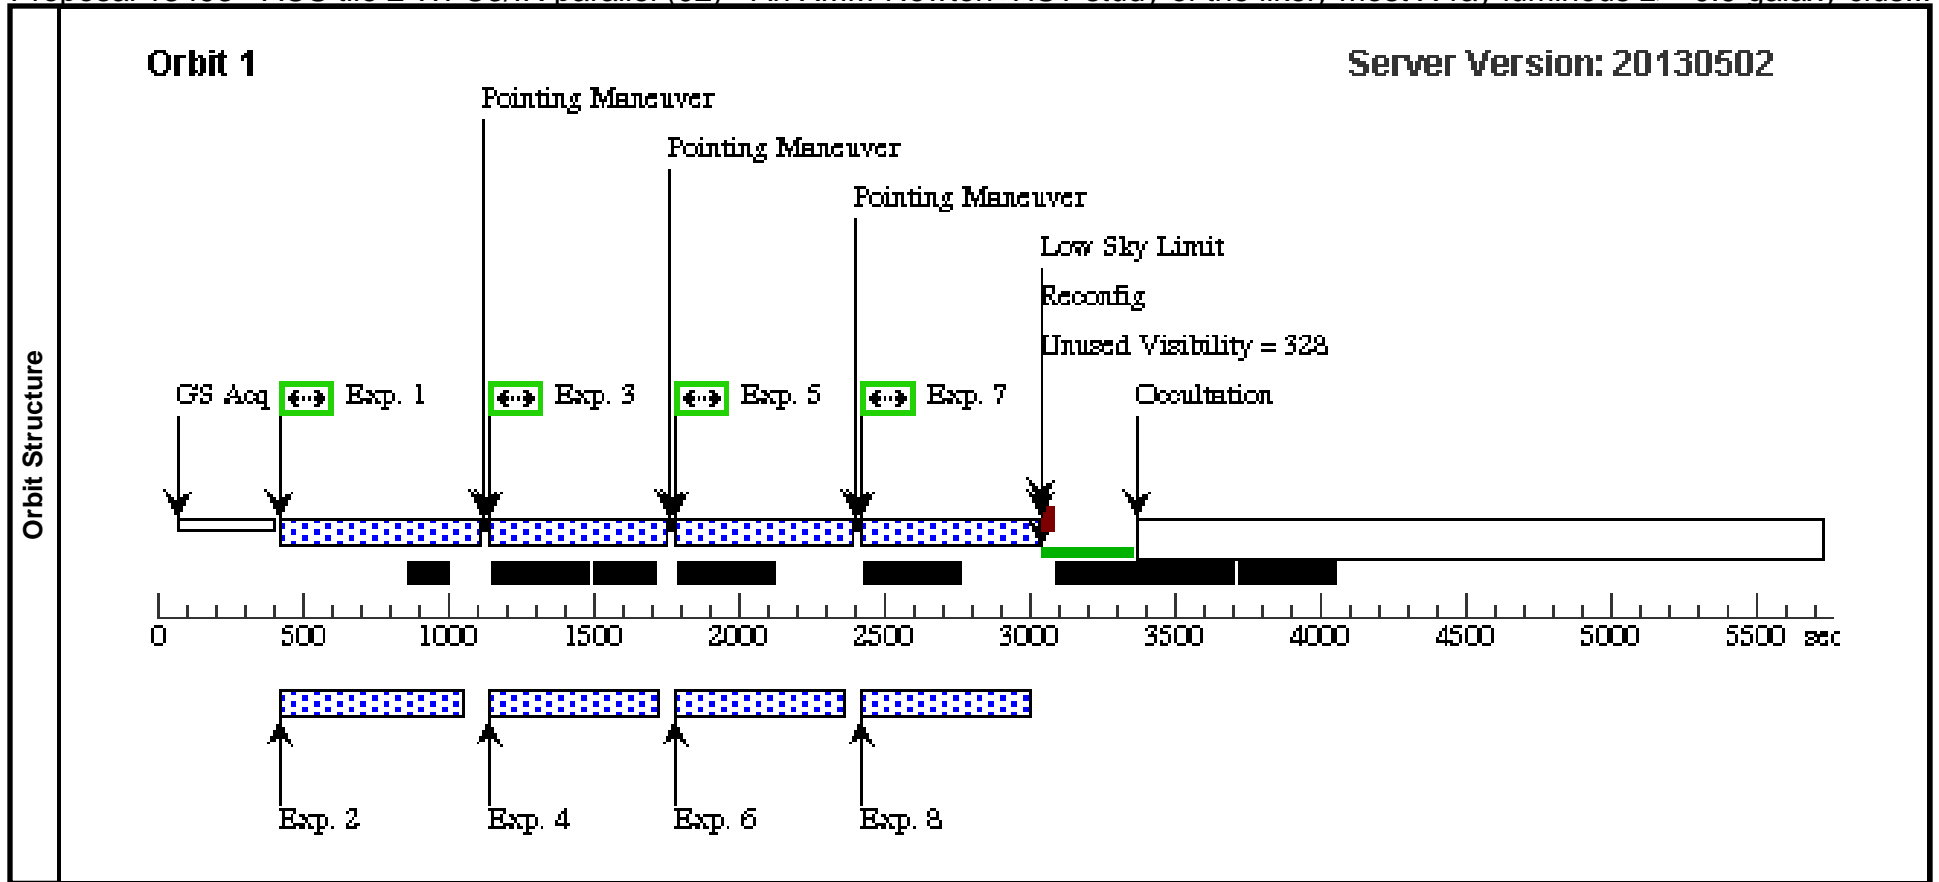 Orbit 1
Server Version: 20130502
Pointing Maneuver
Pointing Maneuver
Pointing Maneuver
Low Sky Limit
Reconfig
Unused Visibility = 328
GS Acq
Exp. 1
Exp. 3
Exp. 5
Exp. 7
Occultation
Orbit Structure
0 500 1000 1500 2000 2500 3000 3500 4000 4500 5000 5500 sec
Exp. 2
Exp. 4
Exp. 6
Exp. 8